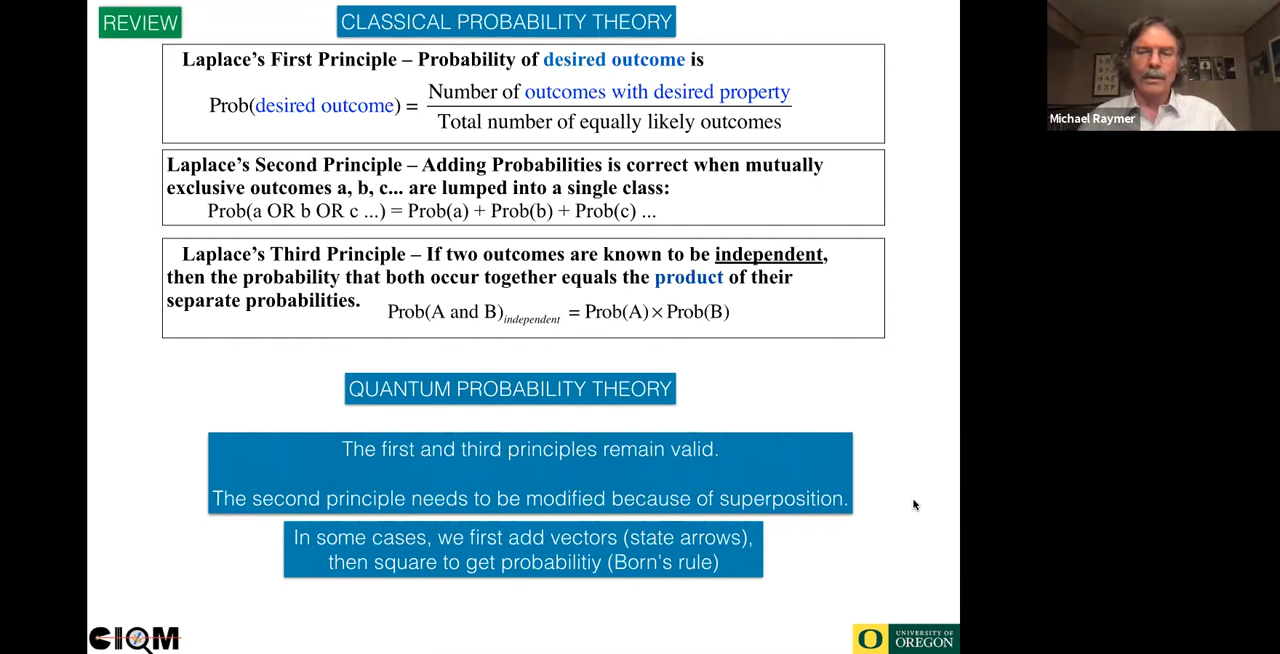 REVIEW
CLASSICAL PROBABILITY THEORY
Laplace’s First Principle – Probability of desired outcome is
Prob(desired outcome) = Number of outcomes with desired property
Total number of equally likely outcomes
Laplace’s Second Principle – Adding Probabilities is correct when mutually
exclusive outcomes a, b, c... are lumped into a single class:
Prob(a OR b OR c ...) = Prob(a) + Prob(b) + Prob(c) ...
Laplace’s Third Principle – If two outcomes are known to be independent,
then the probability that both occur together equals the product of their
separate probabilities.
Prob(A and B)independent = Prob(A)×Prob(B)
QUANTUM PROBABILITY THEORY
The first and third principles remain valid.
The second principle needs to be modified because of superposition.
In some cases, we first add vectors (state arrows),
then square to get probabilitiy (Born's rule)
CIQM
O
UNIVERSITY OF
OREGON
Michael Raymer